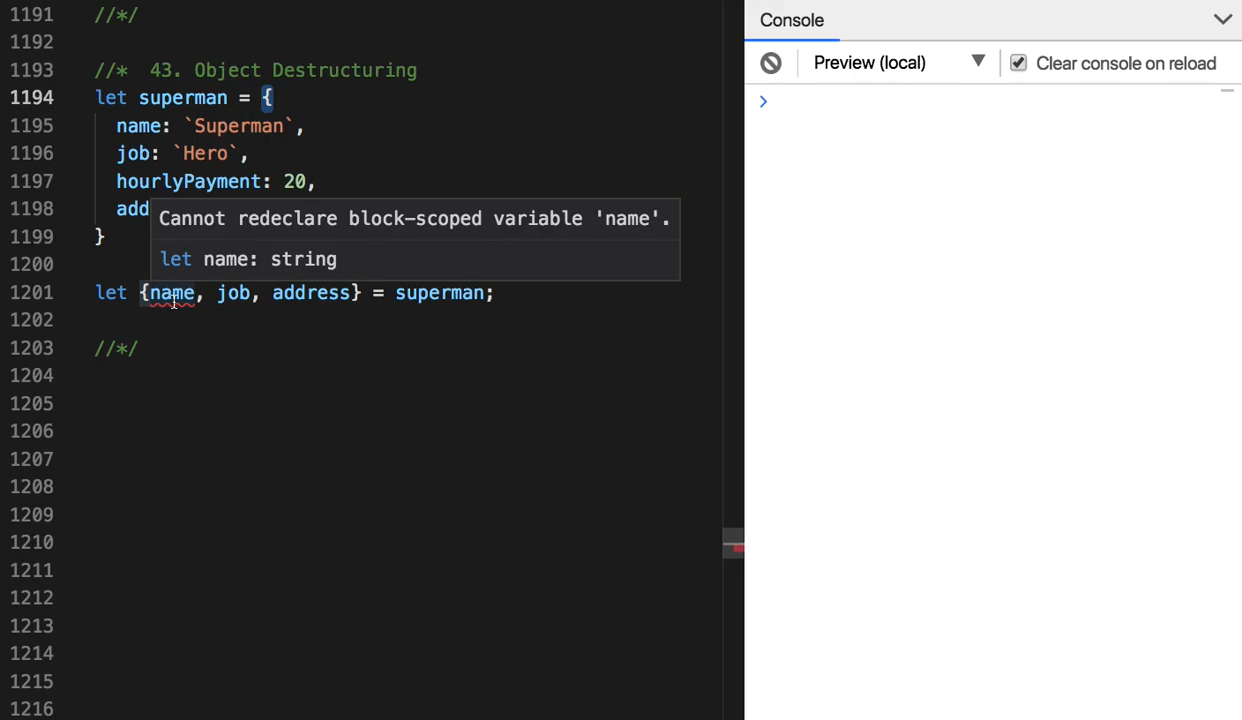 1191 //*/
1192
1193 //* 43. Object Destructuring
1194 let superman = {
1195 name: `Superman`,
1196 job: `Hero`,
1197 hourlyPayment: 20,
1198 add
Cannot redeclare block-scoped variable 'name'.
1199 }
let name: string
1200
1201 let {name, job, address} = superman;
1202
1203 //*/
1204
1205
1206
1207
1208
1209
1210
1211
1212
1213
1214
1215
1216
Console
Preview (local) ▼ Clear console on reload
>